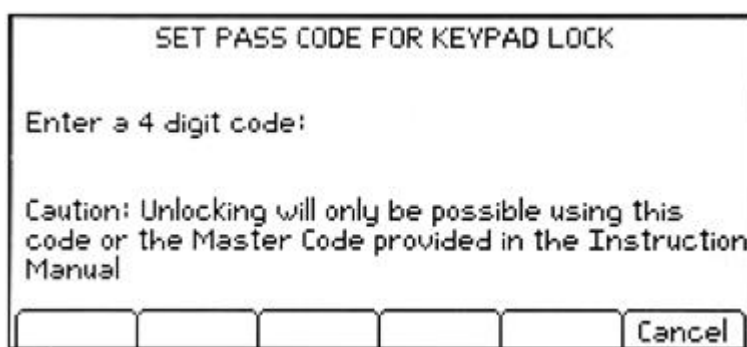 SET PASS CODE FOR KEYPAD LOCK
Enter a 4 digit code:
Caution: Unlocking will only be possible using this
code or the Master Code provided in the Instruction
Manual
Cancel